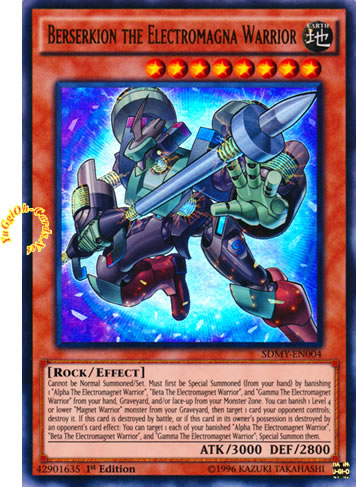 BERSERKION THE ELECTROMAGNA WARRIOR
EARTH
地
YuGiOh-Cards.net
SDMY-EN004
[ROCK/EFFECT]
Cannot be Normal Summoned/Set. Must first be Special Summoned (from your hand) by banishing
1 "Alpha The Electromagnet Warrior", "Beta The Electromagnet Warrior", and "Gamma The Electromagnet
Warrior" from your hand, Graveyard, and/or face-up from your Monster Zone. You can banish 1 Level 4
or lower "Magnet Warrior" monster from your Graveyard, then target 1 card your opponent controls;
destroy it. If this card is destroyed by battle, or if this card in its owner's possession is destroyed by
an opponent's card effect: You can target 1 each of your banished "Alpha The Electromagnet Warrior",
"Beta The Electromagnet Warrior", and "Gamma The Electromagnet Warrior"; Special Summon them.
ATK/3000 DEF/2800
42901635 1st Edition ©1996 KAZUKI TAKAHASHI